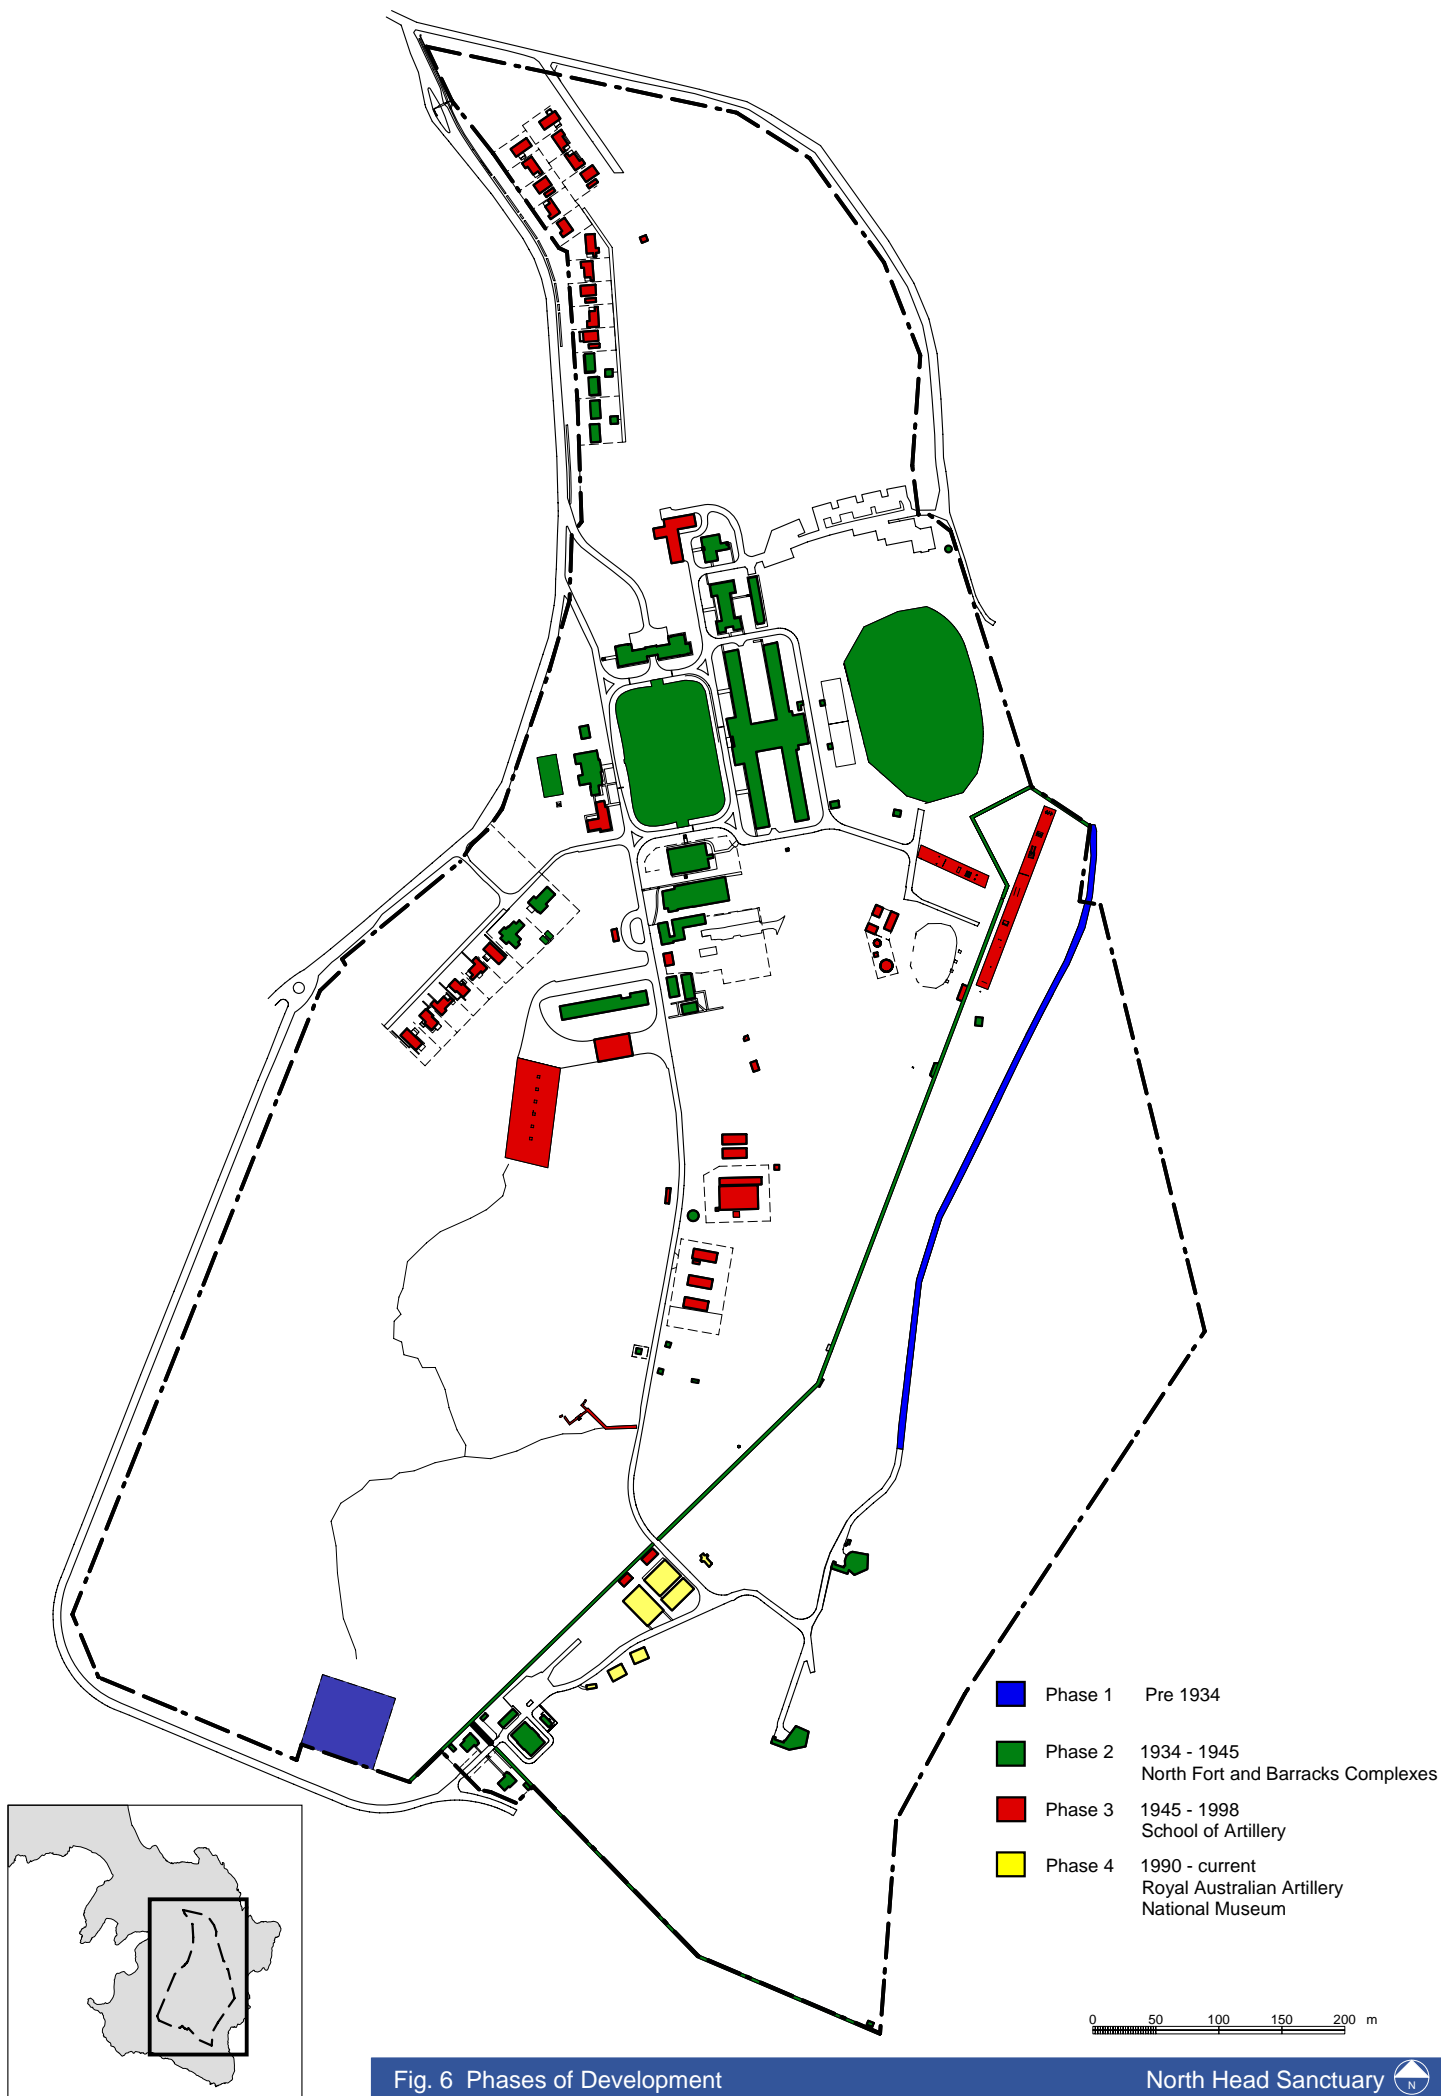 Phase 1 Pre 1934
Phase 2 1934 - 1945
North Fort and Barracks Complexes
Phase 3 1945 - 1998
School of Artillery
Phase 4 1990 - current
Royal Australian Artillery
National Museum
0 50 100 150 200 m
Fig. 6 Phases of Development North Head Sanctuary N